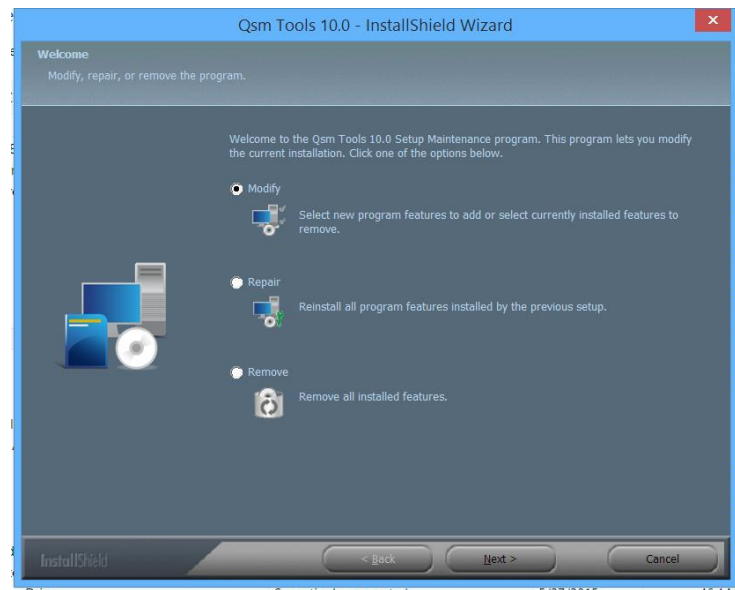 Qsm Tools 10.0 - InstallShield Wizard
Welcome
Modify, repair, or remove the program.
Welcome to the Qsm Tools 10.0 Setup Maintenance program. This program lets you modify
the current installation. Click one of the options below.
Modify
Select new program features to add or select currently installed features to
remove.
Repair
Reinstall all program features installed by the previous setup.
Remove
Remove all installed features.
InstallShield
< Back
Next >
Cancel